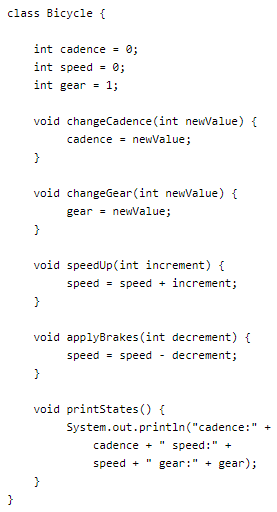 class Bicycle {

    int cadence = 0;
    int speed = 0;
    int gear = 1;

    void changeCadence(int newValue) {
         cadence = newValue;
    }

    void changeGear(int newValue) {
         gear = newValue;
    }

    void speedUp(int increment) {
         speed = speed + increment;
    }

    void applyBrakes(int decrement) {
         speed = speed - decrement;
    }

    void printStates() {
         System.out.println("cadence:" +
             cadence + " speed:" +
             speed + " gear:" + gear);
    }
}